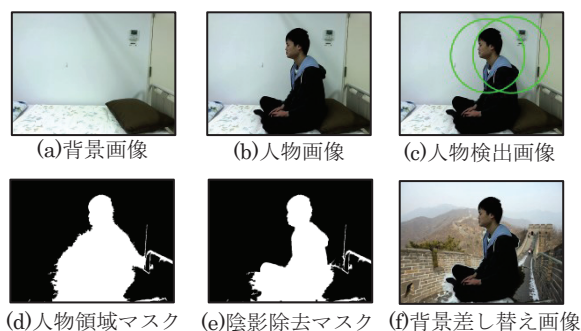 (a)背景画像 (b)人物画像 (c)人物検出画像
(d)人物領域マスク (e)陰影除去マスク (f)背景差し替え画像